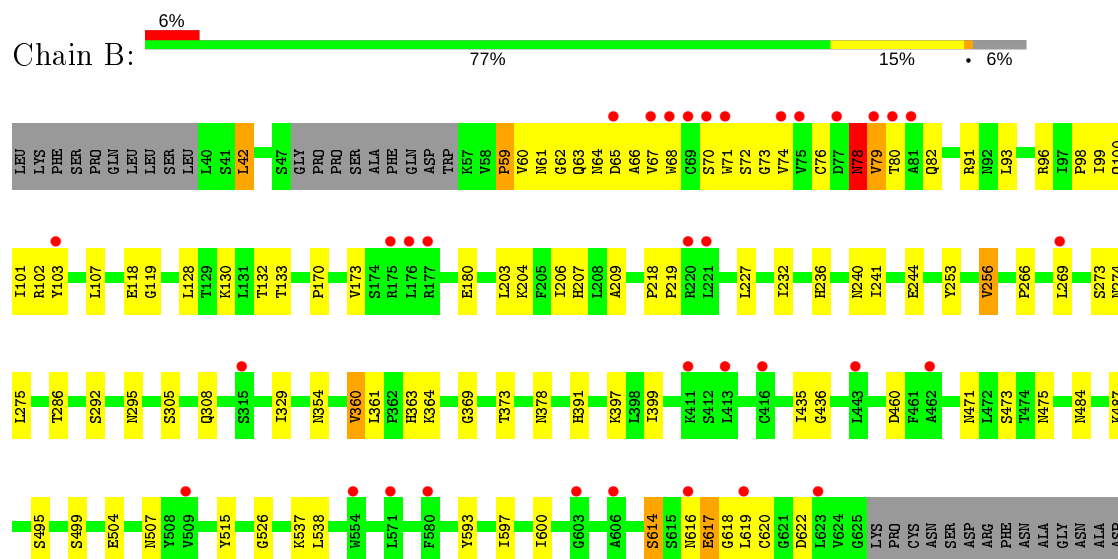 6%
Chain B:
77% 15% • 6%
LEU LYS PHE SER PRO GLN LEU LEU SER LEU L40 S41 L42 S47 GLY PRO PRO SER ALA PHE GLN ASP TRP K57 V58 P59 V60 N61 G62 Q63 N64 D65 A66 V67 W68 C69 S70 W71 S72 G73 V74 V75 C76 D77 N78 V79 T80 A81 Q82 R91 N92 L93 R96 I97 P98 I99 Q100
I101 R102 Y103 L107 E118 G119 L128 T129 K130 L131 T132 T133 P170 V173 S174 R175 L176 R177 E180 L203 K204 F205 I206 H207 L208 A209 P218 P219 R220 L221 L227 I232 H236 N240 I241 E244 Y253 V256 P266 L269 S273 N274
L275 T286 S292 N295 S305 Q308 S315 I329 N354 V360 L361 P362 H363 K364 G369 T373 N378 H391 K397 L398 I399 K411 S412 L413 C416 I435 G436 L443 D460 F461 A462 N471 L472 S473 T474 N475 N484 K487
S495 S499 E504 N507 Y508 V509 Y515 G526 K537 L538 W554 L571 F580 Y593 I597 I600 G603 A606 S614 S615 N616 E617 G618 L619 C620 G621 D622 L623 V624 G625 LYS PRO CYS ASN SER ASP ARG PHE ASN ALA GLY ASN ALA ASP